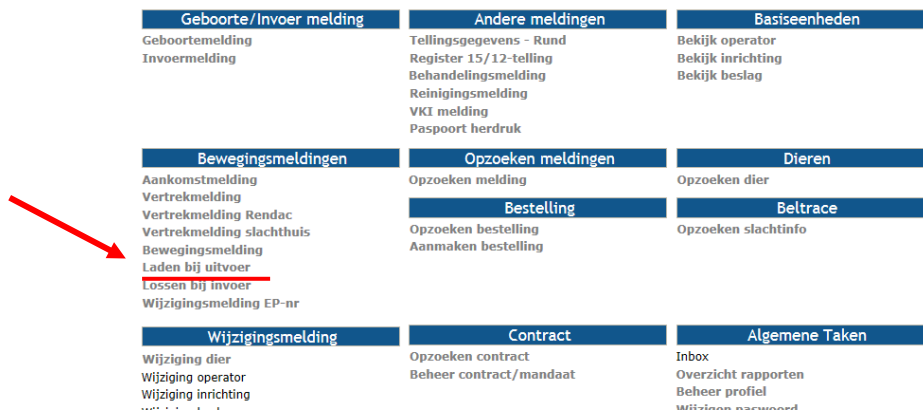 Geboorte/Invoer melding
Geboortemelding
Invoermelding
Andere meldingen
Tellingsgegevens - Rund
Register 15/12-telling
Behandelingsmelding
Reinigingsmelding
VKI melding
Paspoort herdruk
Basiseenheden
Bekijk operator
Bekijk inrichting
Bekijk beslag
Bewegingsmeldingen
Aankomstmelding
Vertrekmelding
Vertrekmelding Rendac
Vertrekmelding slachthuis
Bewegingsmelding
Laden bij uitvoer
Lossen bij invoer
Wijzigingsmelding EP-nr
Opzoeken meldingen
Opzoeken melding
Bestelling
Opzoeken bestelling
Aanmaken bestelling
Dieren
Opzoeken dier
Beltrace
Opzoeken slachtinfo
Wijzigingsmelding
Wijziging dier
Wijziging operator
Wijziging inrichting
Contract
Opzoeken contract
Beheer contract/mandaat
Algemene Taken
Inbox
Overzicht rapporten
Beheer profiel
Wijzigen paswoord